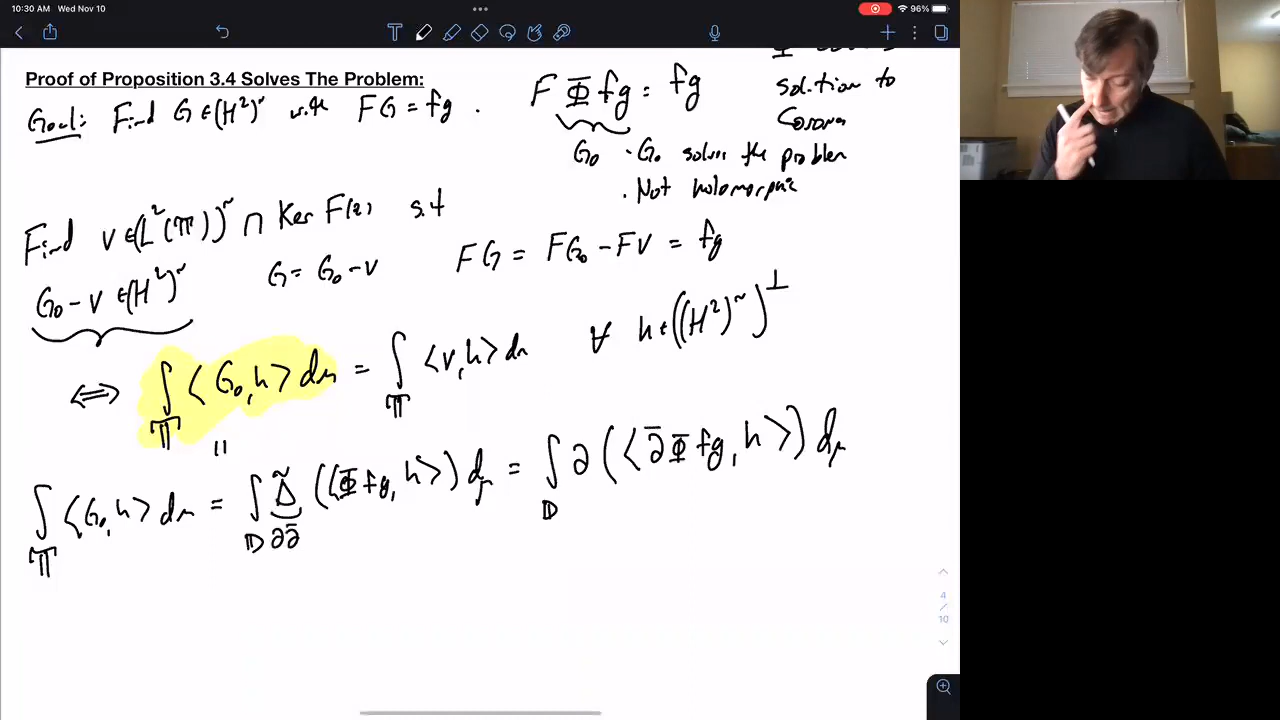 10:30 AM Wed Nov 10
96%
Proof of Proposition 3.4 Solves The Problem:
Goal: Find G ∈ (H²)~ with FG = fg .
F Φ fg = fg
solution to
Corona
G₀ · G₀ solves the problem
· Not holomorphic
Find v ∈ (L²(𝕋))~ ∩ Ker F(z) s.t
G₀ - v ∈ (H²)~
G = G₀ - v
FG = FG₀ - FV = fg
⟺ ∫_𝕋 ⟨G₀, h⟩ dm = ∫_𝕋 ⟨v, h⟩ dm ∀ h ∈ ((H²)~)^⊥
||
∫_𝕋 ⟨G₀, h⟩ dm = ∫_𝔻 Δ~ (⟨Φ fg, h⟩) dμ = ∫_𝔻 ∂ (⟨∂̄ Φ fg, h⟩) dμ
∂∂̄
4
/
10